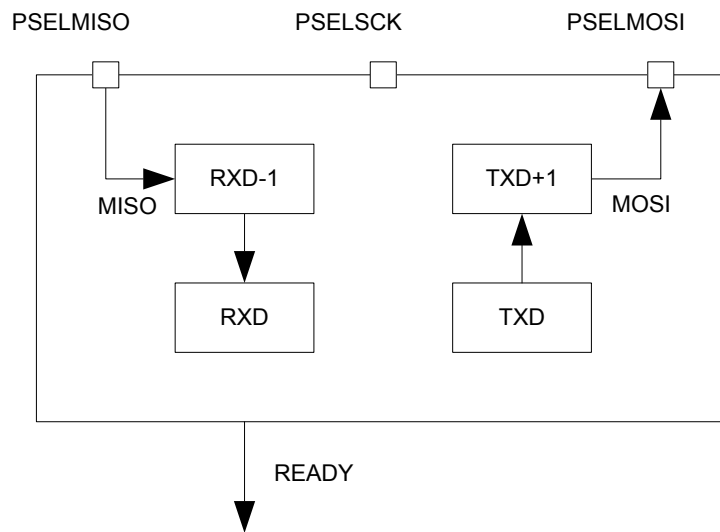 PSELMISO
PSELSCK
PSELMOSI
RXD-1
TXD+1
MISO
MOSI
RXD
TXD
READY